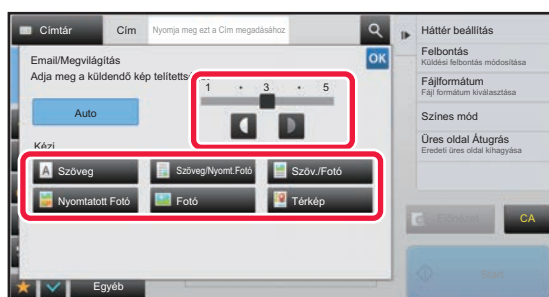 Címtár
Cím
Nyomja meg ezt a Cím megadásához
Email/Megvilágítás
Adja meg a küldendő kép telítettsé
OK
1 • 3 • 5
Auto
Kézi
Szöveg
Szöveg/Nyomt.Fotó
Szöv./Fotó
Nyomtatott Fotó
Fotó
Térkép
Egyéb
Háttér beállítás
Felbontás
Küldési felbontás módosítása
Fájlformátum
Fájl formátum kiválasztása
Színes mód
Üres oldal Átugrás
Eredeti üres oldal kihagyása
CA
Start